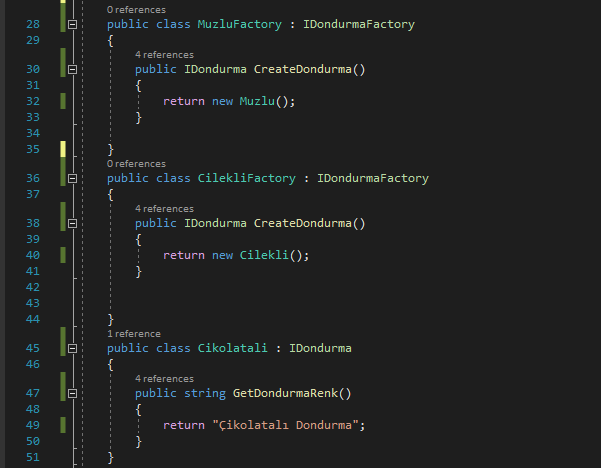 0 references
28 public class MuzluFactory : IDondurmaFactory
29 {
4 references
30 public IDondurma CreateDondurma()
31 {
32 return new Muzlu();
33 }
34
35 }
0 references
36 public class CilekliFactory : IDondurmaFactory
37 {
4 references
38 public IDondurma CreateDondurma()
39 {
40 return new Cilekli();
41 }
42
43
44 }
1 reference
45 public class Cikolatali : IDondurma
46 {
4 references
47 public string GetDondurmaRenk()
48 {
49 return "Çikolatalı Dondurma";
50 }
51 }